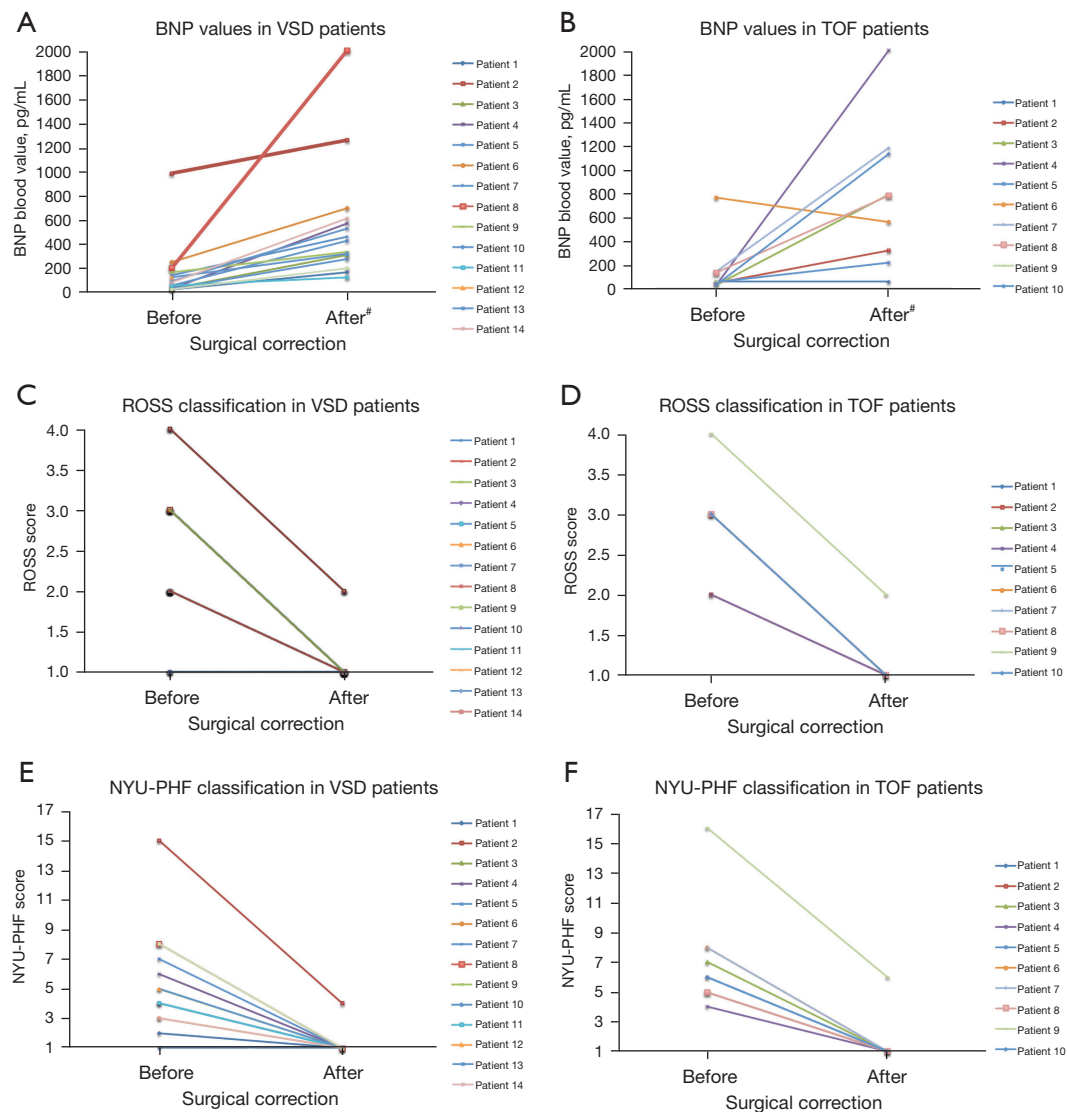 A
BNP values in VSD patients
BNP blood value, pg/mL
2000
1800
1600
1400
1200
1000
800
600
400
200
0
Before
After#
Surgical correction
Patient 1
Patient 2
Patient 3
Patient 4
Patient 5
Patient 6
Patient 7
Patient 8
Patient 9
Patient 10
Patient 11
Patient 12
Patient 13
Patient 14
B
BNP values in TOF patients
BNP blood value, pg/mL
2000
1800
1600
1400
1200
1000
800
600
400
200
0
Before
After#
Surgical correction
Patient 1
Patient 2
Patient 3
Patient 4
Patient 5
Patient 6
Patient 7
Patient 8
Patient 9
Patient 10
C
ROSS classification in VSD patients
ROSS score
4.0
3.5
3.0
2.5
2.0
1.5
1.0
Before
After
Surgical correction
Patient 1
Patient 2
Patient 3
Patient 4
Patient 5
Patient 6
Patient 7
Patient 8
Patient 9
Patient 10
Patient 11
Patient 12
Patient 13
Patient 14
D
ROSS classification in TOF patients
ROSS score
4.0
3.5
3.0
2.5
2.0
1.5
1.0
Before
After
Surgical correction
Patient 1
Patient 2
Patient 3
Patient 4
Patient 5
Patient 6
Patient 7
Patient 8
Patient 9
Patient 10
E
NYU-PHF classification in VSD patients
NYU-PHF score
17
15
13
11
9
7
5
3
1
Before
After
Surgical correction
Patient 1
Patient 2
Patient 3
Patient 4
Patient 5
Patient 6
Patient 7
Patient 8
Patient 9
Patient 10
Patient 11
Patient 12
Patient 13
Patient 14
F
NYU-PHF classification in TOF patients
NYU-PHF score
17
15
13
11
9
7
5
3
1
Before
After
Surgical correction
Patient 1
Patient 2
Patient 3
Patient 4
Patient 5
Patient 6
Patient 7
Patient 8
Patient 9
Patient 10